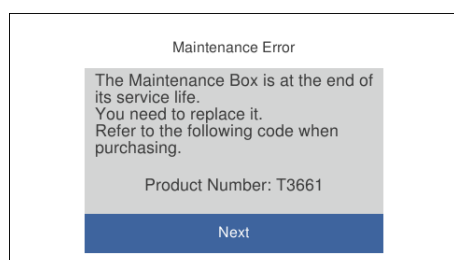 Maintenance Error
The Maintenance Box is at the end of
its service life.
You need to replace it.
Refer to the following code when
purchasing.
Product Number: T3661
Next